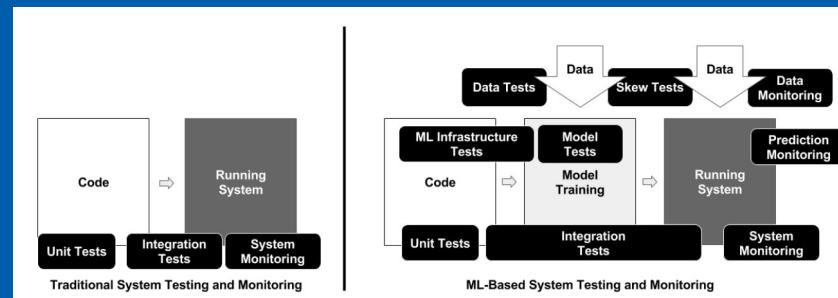 Code
Running
System
Unit Tests
Integration
Tests
System
Monitoring
Traditional System Testing and Monitoring
Data Tests
Data
Skew Tests
Data
Data
Monitoring
ML Infrastructure
Tests
Model
Tests
Prediction
Monitoring
Code
Model
Training
Running
System
Unit Tests
Integration
Tests
System
Monitoring
ML-Based System Testing and Monitoring